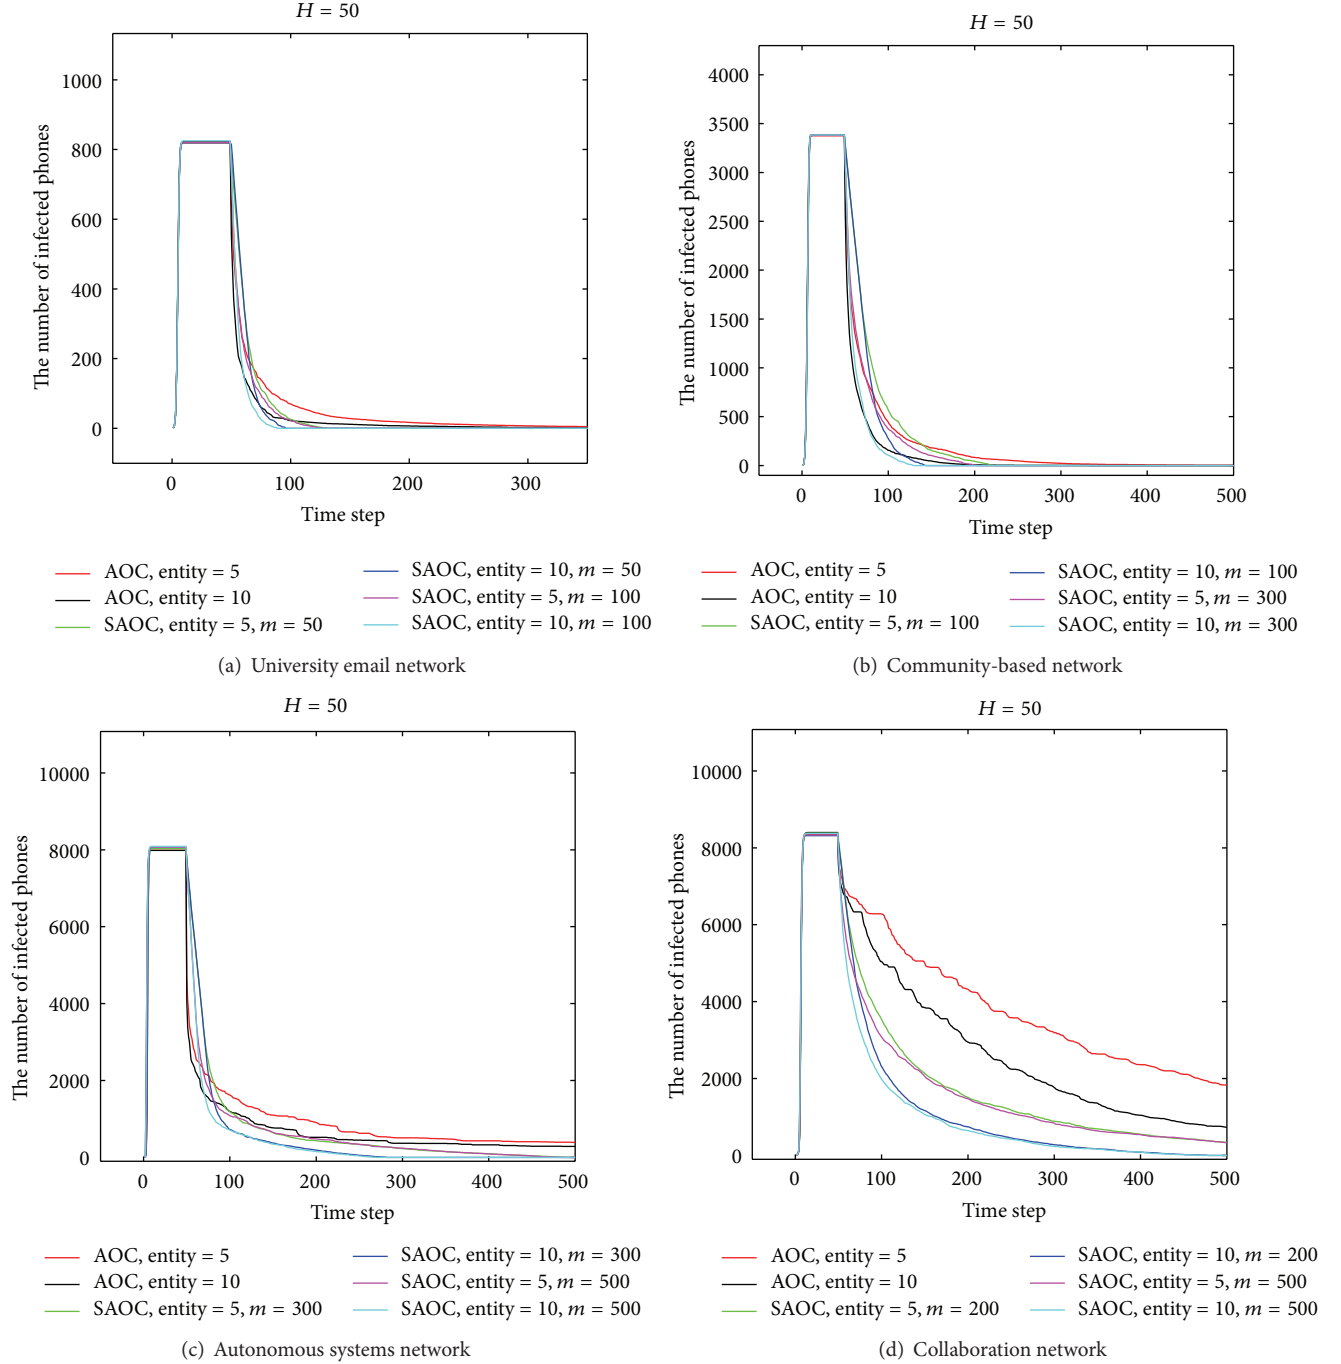 H = 50
1000
800
600
400
200
0
The number of infected phones
0 100 200 300
Time step
AOC, entity = 5
AOC, entity = 10
SAOC, entity = 5, m = 50
SAOC, entity = 10, m = 50
SAOC, entity = 5, m = 100
SAOC, entity = 10, m = 100
(a) University email network
H = 50
4000
3500
3000
2500
2000
1500
1000
500
0
The number of infected phones
0 100 200 300 400 500
Time step
AOC, entity = 5
AOC, entity = 10
SAOC, entity = 5, m = 100
SAOC, entity = 10, m = 100
SAOC, entity = 5, m = 300
SAOC, entity = 10, m = 300
(b) Community-based network
H = 50
10000
8000
6000
4000
2000
0
The number of infected phones
0 100 200 300 400 500
Time step
AOC, entity = 5
AOC, entity = 10
SAOC, entity = 5, m = 300
SAOC, entity = 10, m = 300
SAOC, entity = 5, m = 500
SAOC, entity = 10, m = 500
(c) Autonomous systems network
H = 50
10000
8000
6000
4000
2000
0
The number of infected phones
0 100 200 300 400 500
Time step
AOC, entity = 5
AOC, entity = 10
SAOC, entity = 5, m = 200
SAOC, entity = 10, m = 200
SAOC, entity = 5, m = 500
SAOC, entity = 10, m = 500
(d) Collaboration network